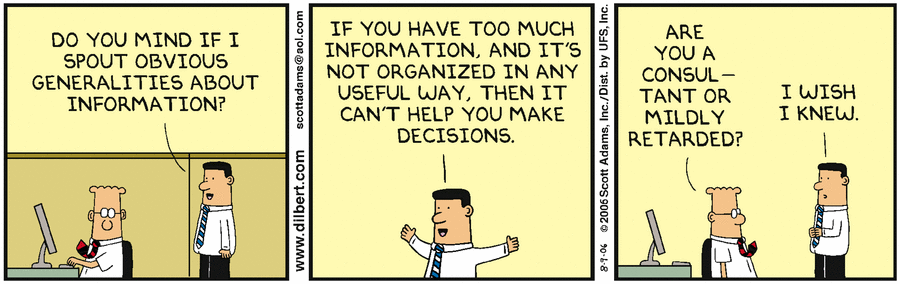 DO YOU MIND IF I
SPOUT OBVIOUS
GENERALITIES ABOUT
INFORMATION?
www.dilbert.com
scottadams@aol.com
IF YOU HAVE TOO MUCH
INFORMATION, AND IT'S
NOT ORGANIZED IN ANY
USEFUL WAY, THEN IT
CAN'T HELP YOU MAKE
DECISIONS.
8-9-06 © 2006 Scott Adams, Inc./Dist. by UFS, Inc.
ARE
YOU A
CONSUL-
TANT OR
MILDLY
RETARDED?
I WISH
I KNEW.